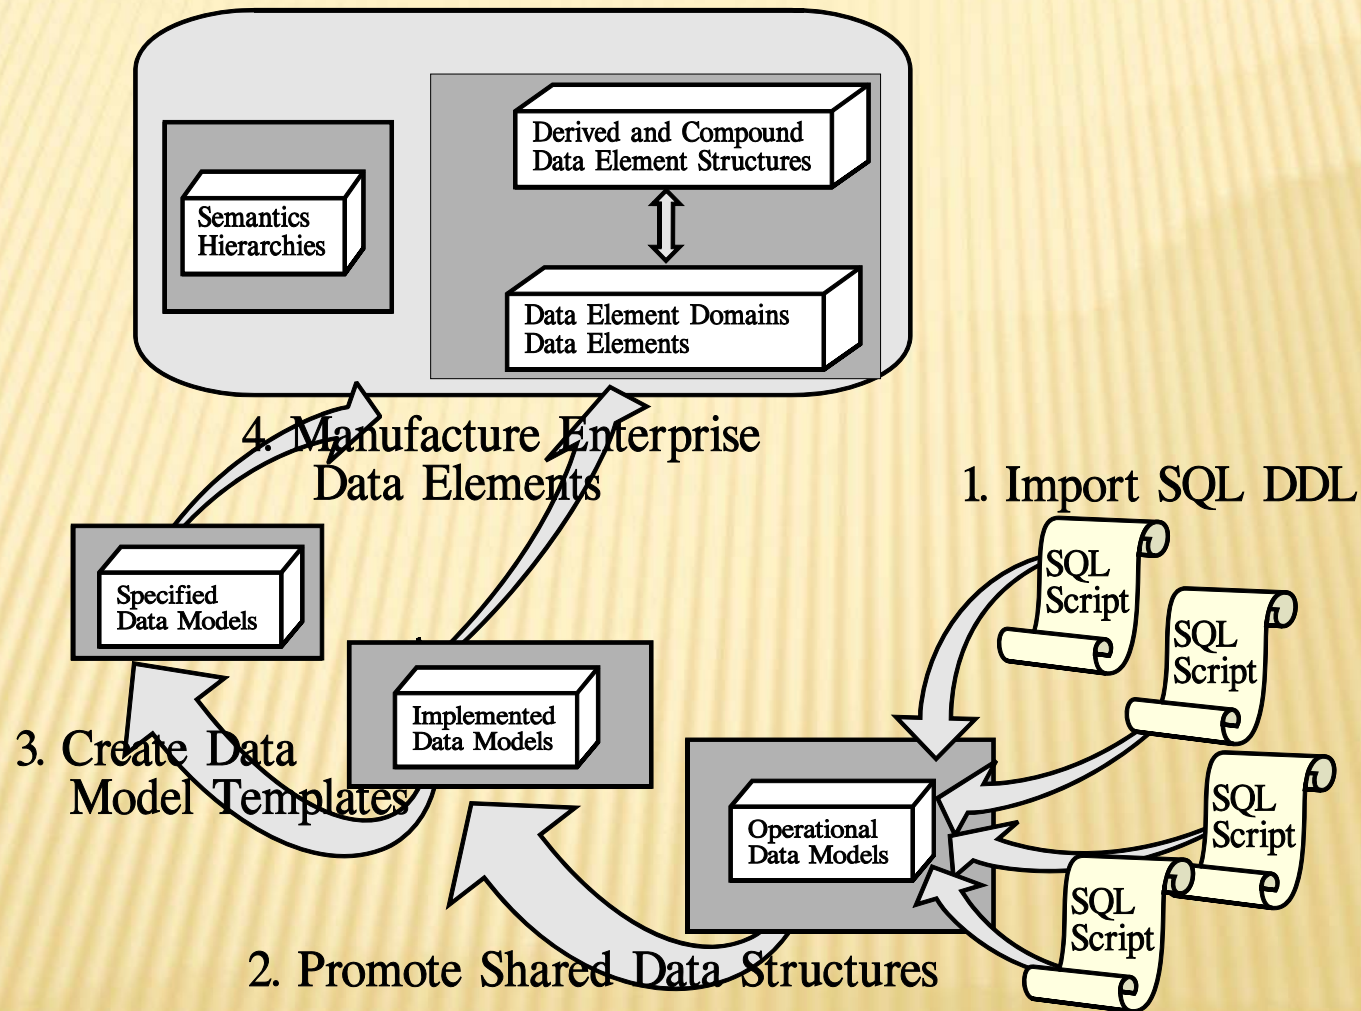 Derived and Compound
Data Element Structures
Semantics
Hierarchies
Data Element Domains
Data Elements
4. Manufacture Enterprise
Data Elements
1. Import SQL DDL
SQL
Script
Specified
Data Models
SQL
Script
Implemented
Data Models
3. Create Data
Model Templates
SQL
Script
Operational
Data Models
SQL
Script
2. Promote Shared Data Structures